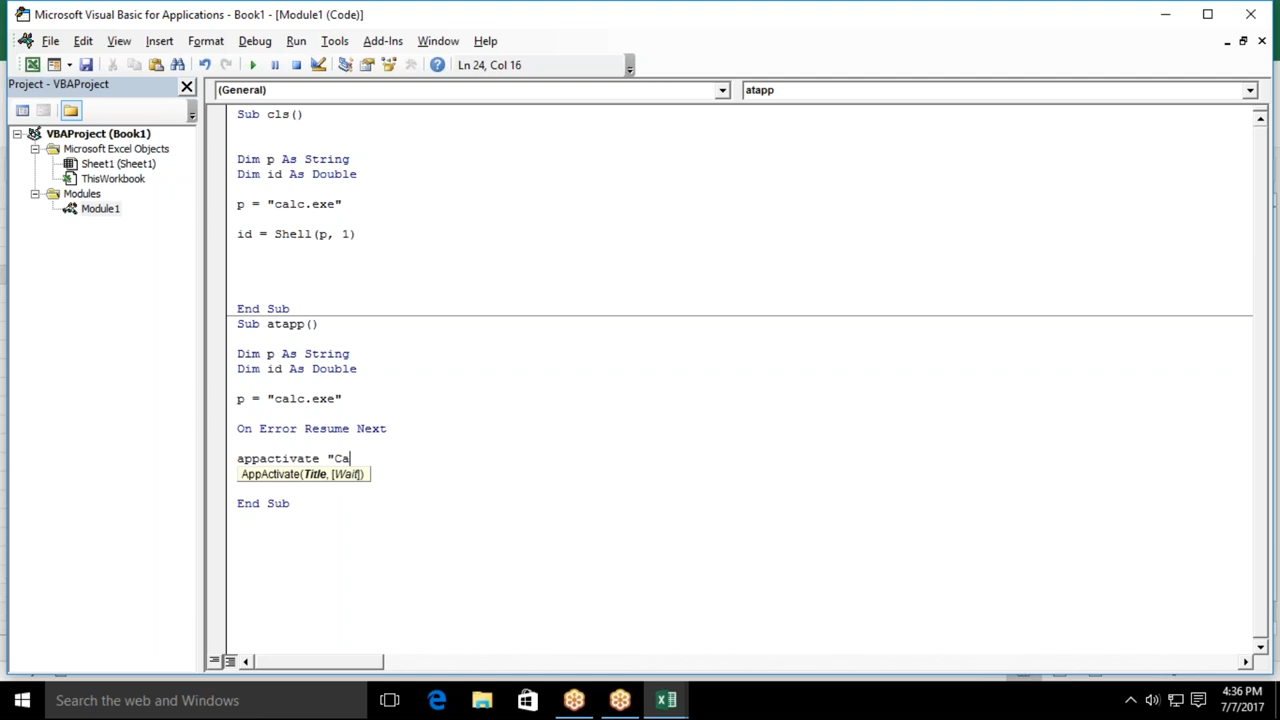 Microsoft Visual Basic for Applications - Book1 - [Module1 (Code)]
File Edit View Insert Format Debug Run Tools Add-Ins Window Help
Ln 24, Col 16
Project - VBAProject
(General)
atapp
VBAProject (Book1)
Microsoft Excel Objects
Sheet1 (Sheet1)
ThisWorkbook
Modules
Module1
Sub cls()
Dim p As String
Dim id As Double
p = "calc.exe"
id = Shell(p, 1)
End Sub
Sub atapp()
Dim p As String
Dim id As Double
p = "calc.exe"
On Error Resume Next
appactivate "Ca
AppActivate(Title, [Wait])
End Sub
Search the web and Windows
4:36 PM
7/7/2017